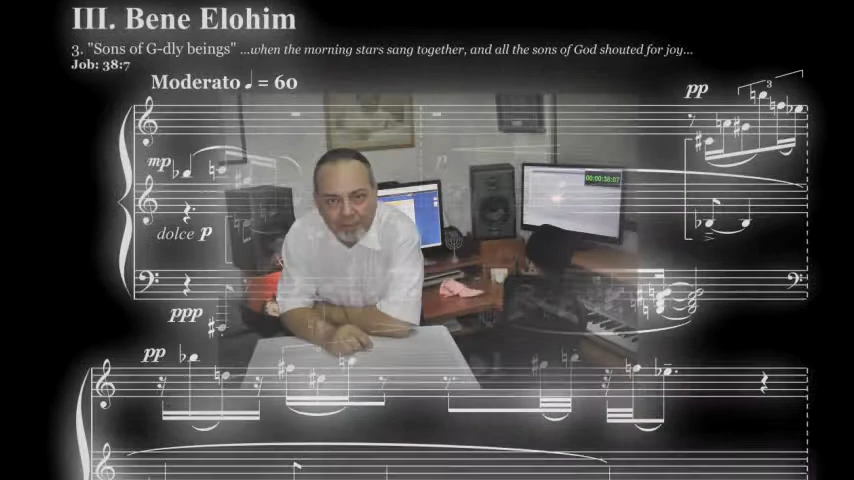 III. Bene Elohim
3. "Sons of G-dly beings" ...when the morning stars sang together, and all the sons of God shouted for joy...
Job: 38:7
Moderato ♩ = 60
pp
3
mp
00:00:38:07
dolce p
ppp
pp